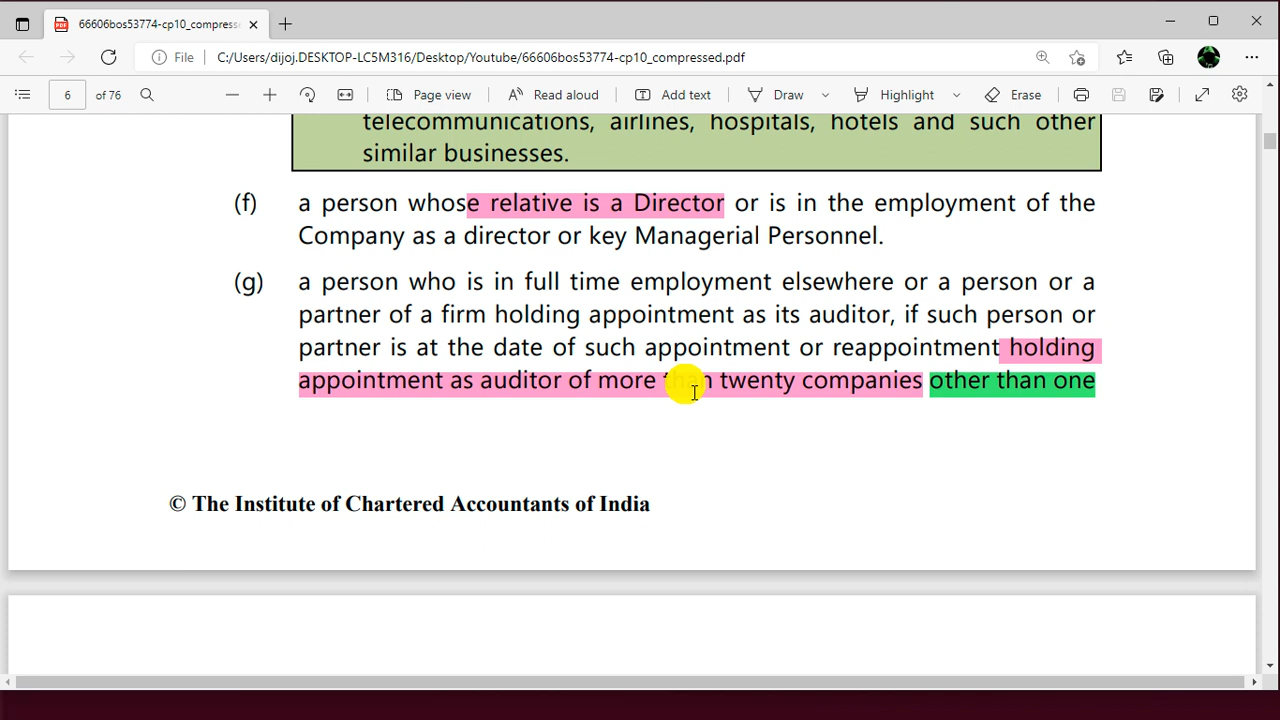 66606bos53774-cp10_compress
File
C:/Users/dijoj.DESKTOP-LC5M316/Desktop/Youtube/66606bos53774-cp10_compressed.pdf
6 of 76
Page view
Read aloud
Add text
Draw
Highlight
Erase
telecommunications, airlines, hospitals, hotels and such other
similar businesses.
(f) a person whose relative is a Director or is in the employment of the
Company as a director or key Managerial Personnel.
(g) a person who is in full time employment elsewhere or a person or a
partner of a firm holding appointment as its auditor, if such person or
partner is at the date of such appointment or reappointment holding
appointment as auditor of more than twenty companies other than one
© The Institute of Chartered Accountants of India